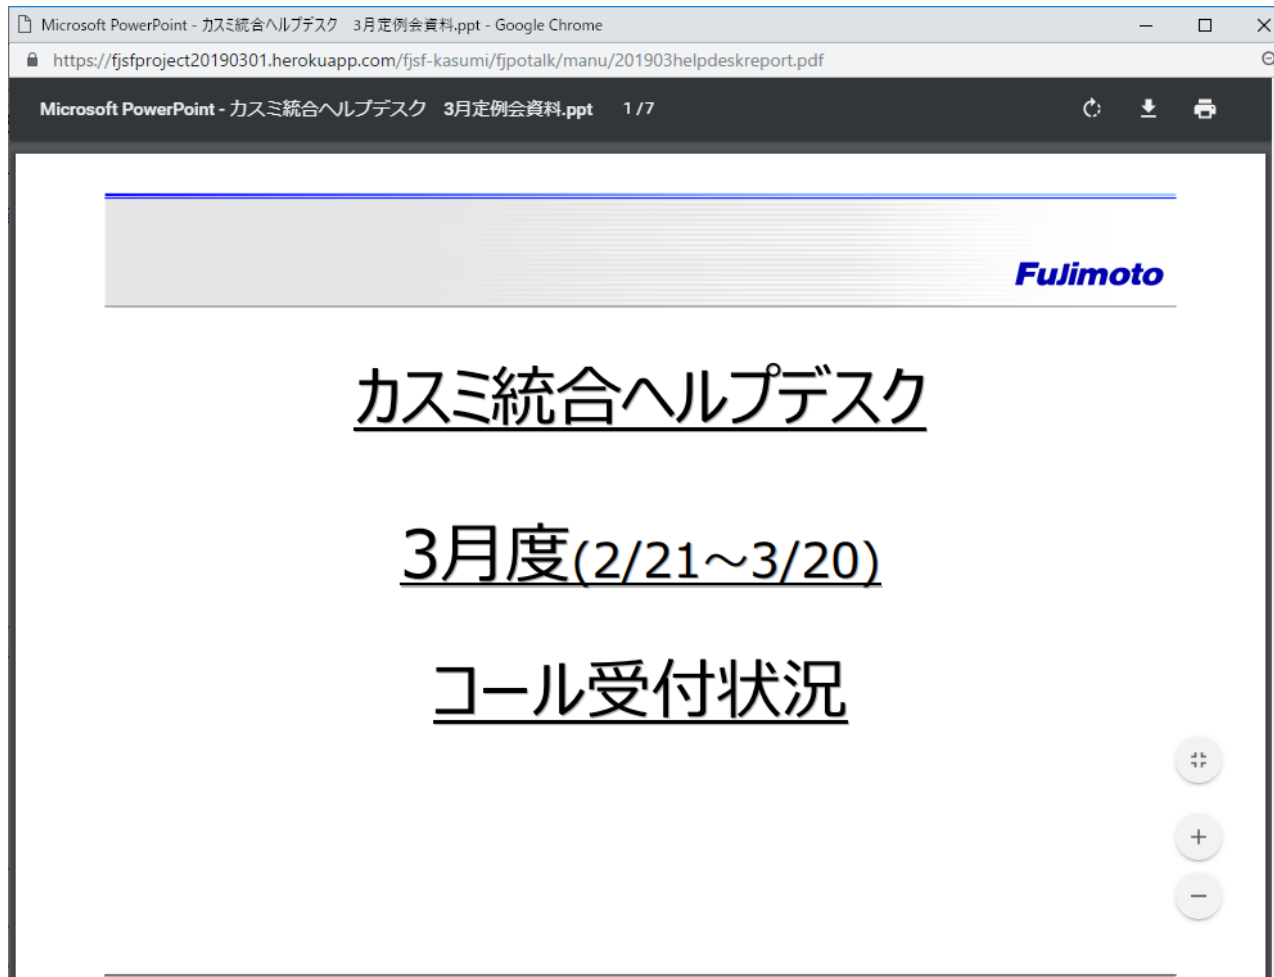 Microsoft PowerPoint - カスミ統合ヘルプデスク　3月定例会資料.ppt - Google Chrome
https://fjsfproject20190301.herokuapp.com/fjsf-kasumi/fjpotalk/manu/201903helpdeskreport.pdf
Microsoft PowerPoint - カスミ統合ヘルプデスク　3月定例会資料.ppt 1 / 7
FuJimoto
カスミ統合ヘルプデスク
3月度(2/21～3/20)
コール受付状況